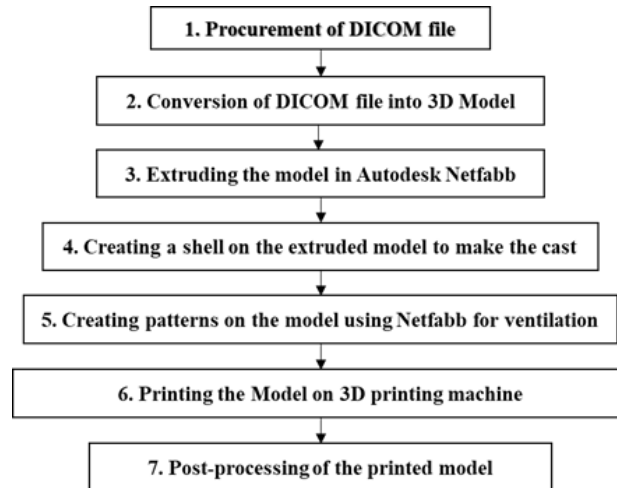 1. Procurement of DICOM file
2. Conversion of DICOM file into 3D Model
3. Extruding the model in Autodesk Netfabb
4. Creating a shell on the extruded model to make the cast
5. Creating patterns on the model using Netfabb for ventilation
6. Printing the Model on 3D printing machine
7. Post-processing of the printed model